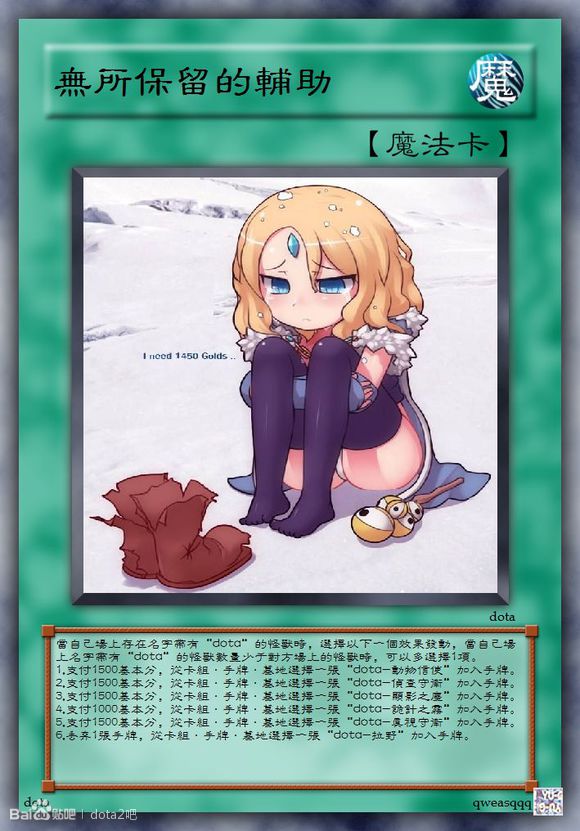 無所保留的輔助
魔
【魔法卡】
I need 1450 Golds ..
dota
當自己場上存在名字帶有“dota”的怪獸時，選擇以下一個效果發動，當自己場
上名字帶有“dota”的怪獸數量少于對方場上的怪獸時，可以多選擇1項。
1.支付1500基本分，從卡組‧手牌‧墓地選擇一張“dota-動物信使”加入手牌。
2.支付1500基本分，從卡組‧手牌‧墓地選擇一張“dota-偵查守衛”加入手牌。
3.支付1500基本分，從卡組‧手牌‧墓地選擇一張“dota-顯影之塵”加入手牌。
4.支付1000基本分，從卡組‧手牌‧墓地選擇一張“dota-詭計之霧”加入手牌。
5.支付1500基本分，從卡組‧手牌‧墓地選擇一張“dota-真視守衛”加入手牌。
6.丟弃1張手牌，從卡組‧手牌‧墓地選擇一張“dota-拉野”加入手牌。
dota
qweasqqq
Bai 贴吧 | dota2吧